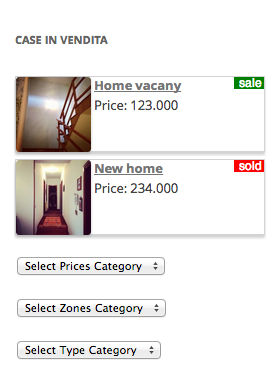 CASE IN VENDITA
Home vacany
sale
Price: 123.000
New home
sold
Price: 234.000
Select Prices Category
Select Zones Category
Select Type Category